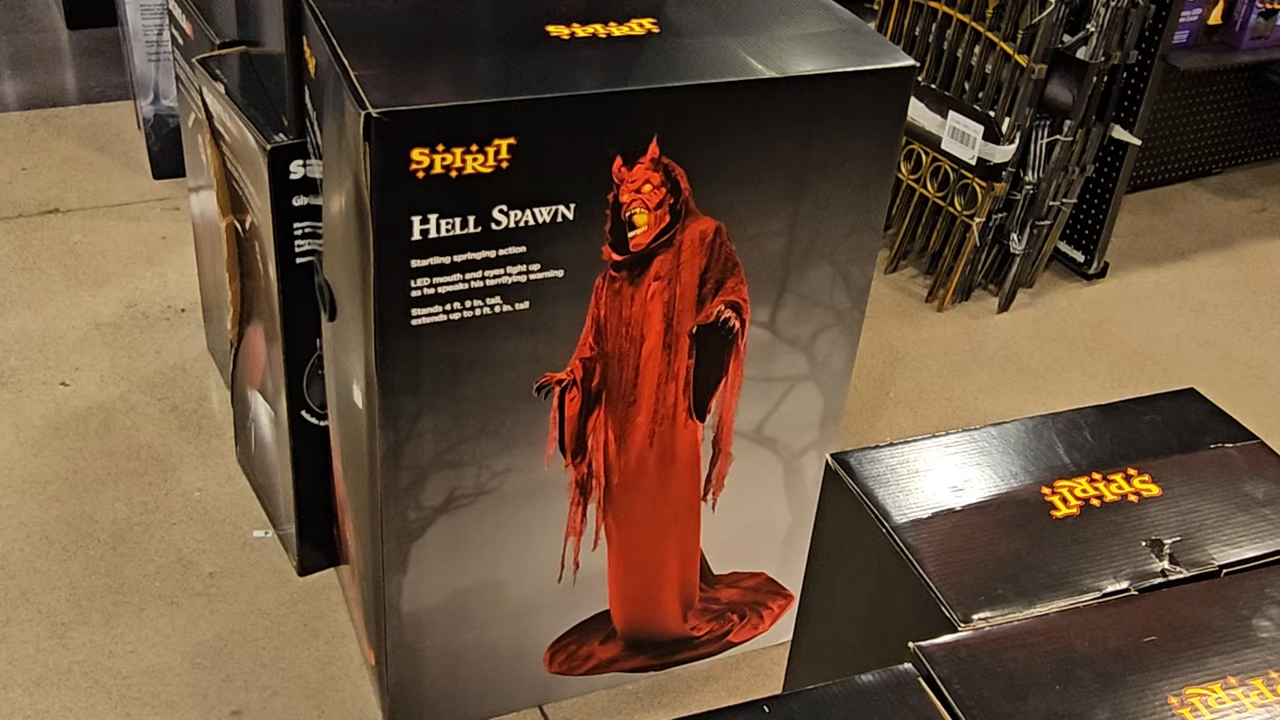 SPIRIT
SPIRIT
HELL SPAWN
Startling springing action
LED mouth and eyes light up
as he speaks his terrifying warning
Stands 4 ft. 9 in. tall,
extends up to 8 ft. 6 in. tall
SPIRIT
SPIRIT